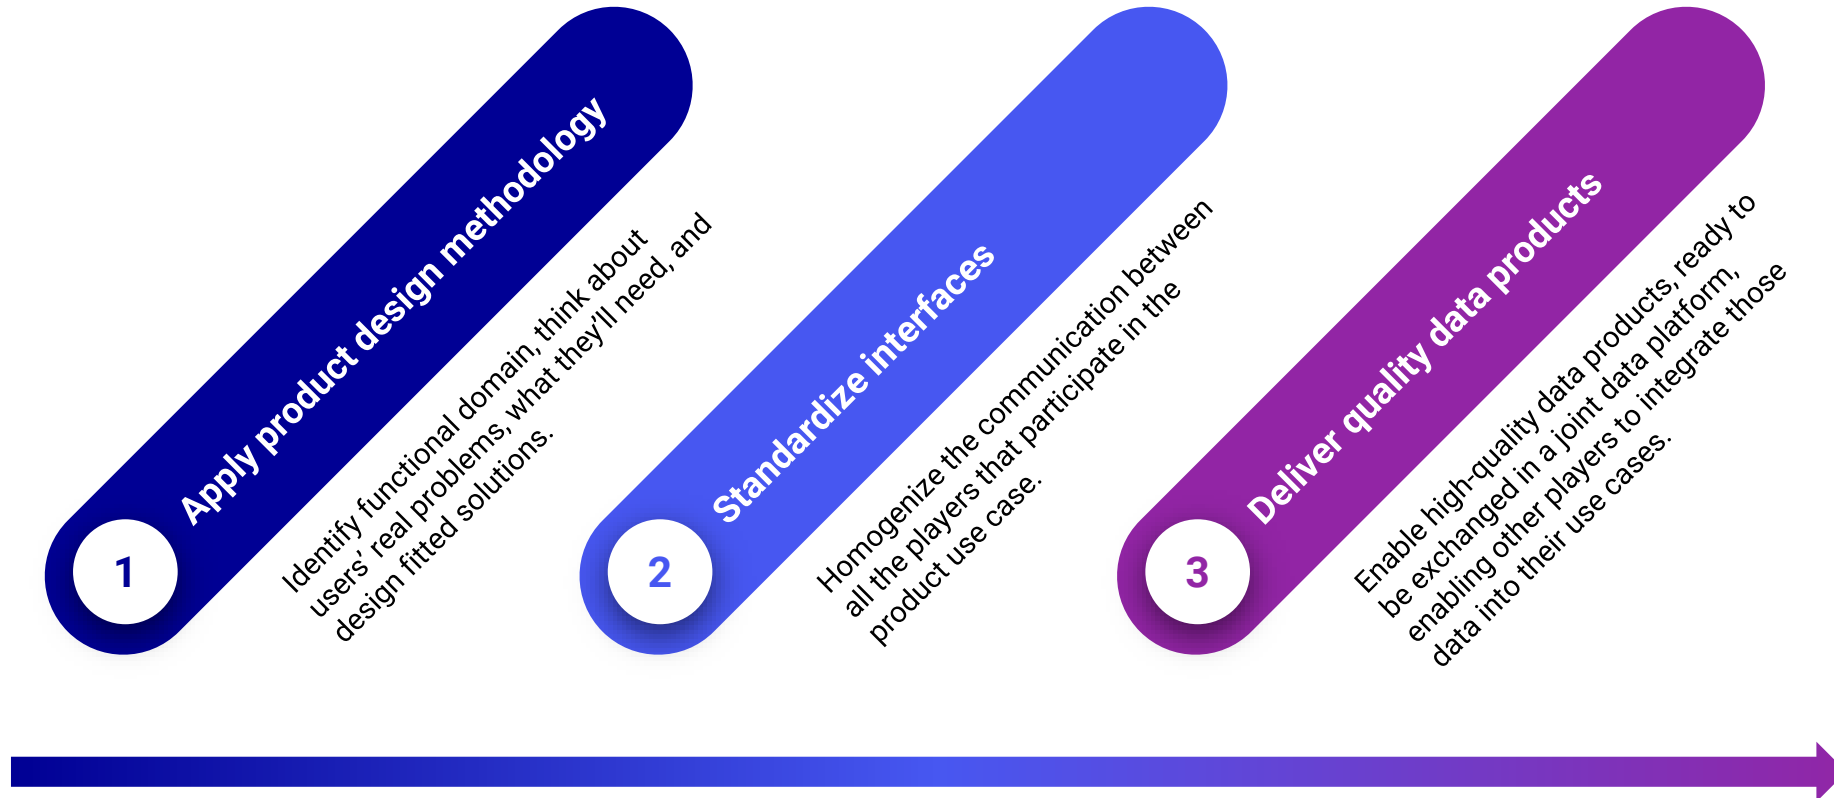 1
Apply product design methodology
Identify functional domain, think about
users’ real problems, what they’ll need, and
design fitted solutions.
2
Standardize interfaces
Homogenize the communication between
all the players that participate in the
product use case.
3
Deliver quality data products
Enable high-quality data products, ready to
be exchanged in a joint data platform,
enabling other players to integrate those
data into their use cases.